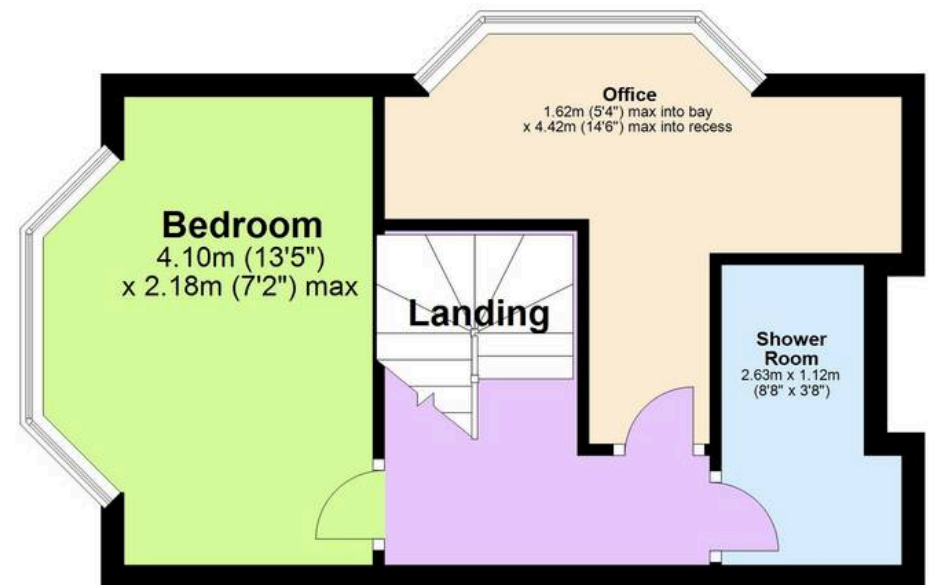 Office
1.62m (5'4") max into bay
x 4.42m (14'6") max into recess
Bedroom
4.10m (13'5")
x 2.18m (7'2") max
Landing
Shower
Room
2.63m x 1.12m
(8'8" x 3'8")